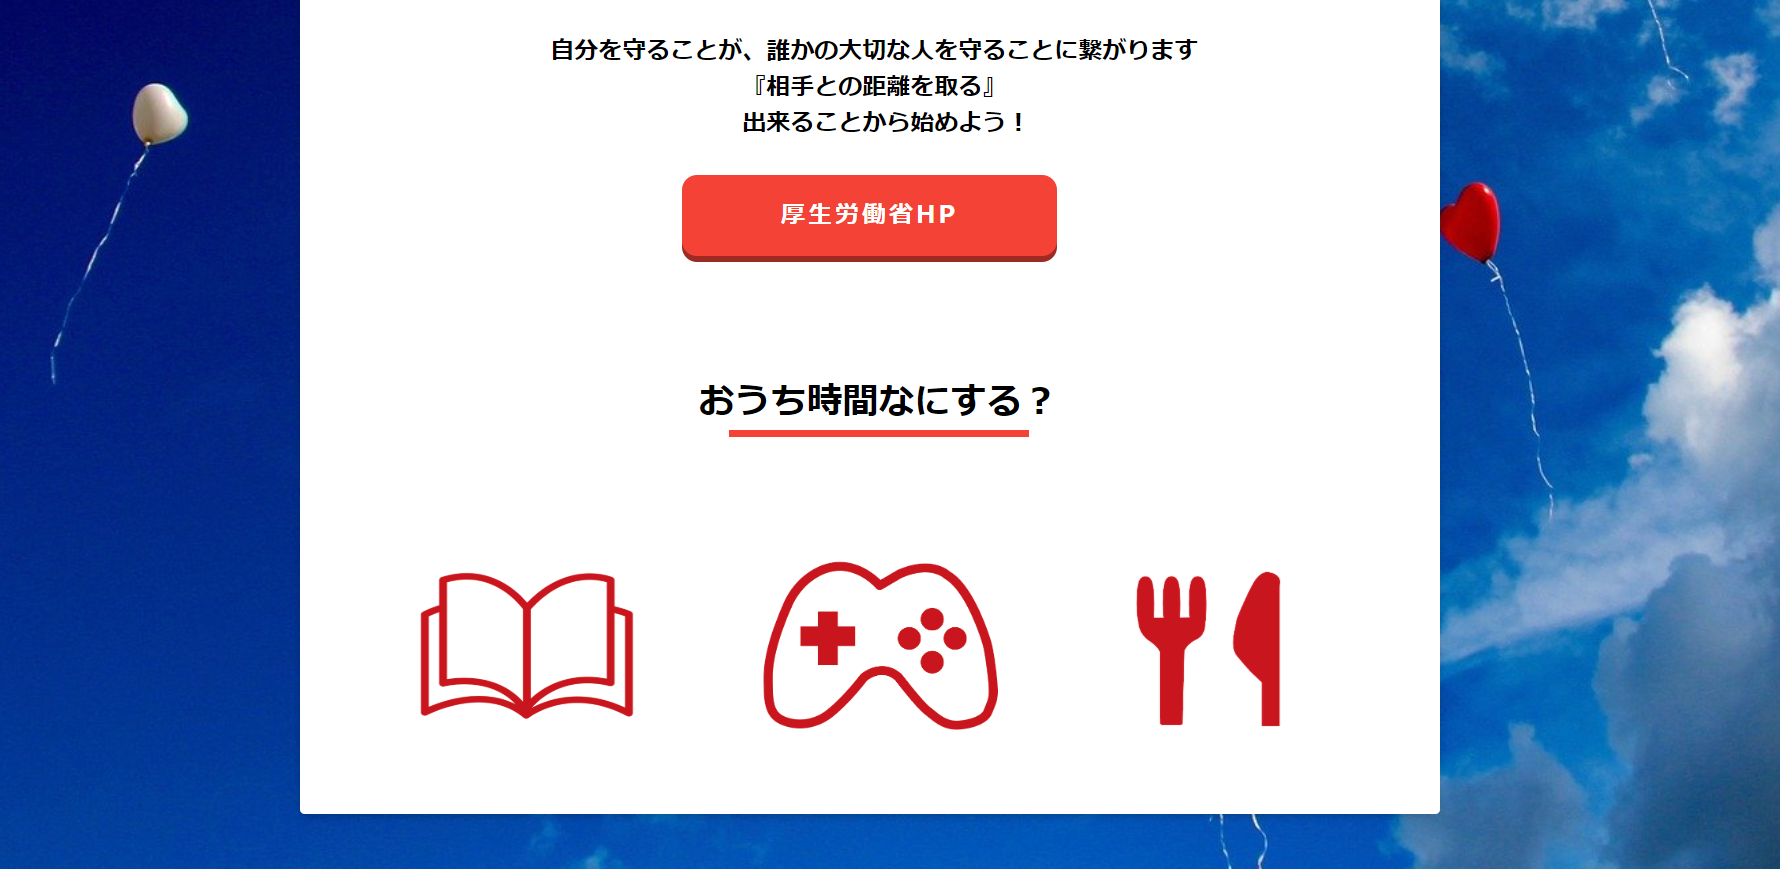 自分を守ることが、誰かの大切な人を守ることに繋がります
『相手との距離を取る』
出来ることから始めよう！
厚生労働省HP
おうち時間なにする？